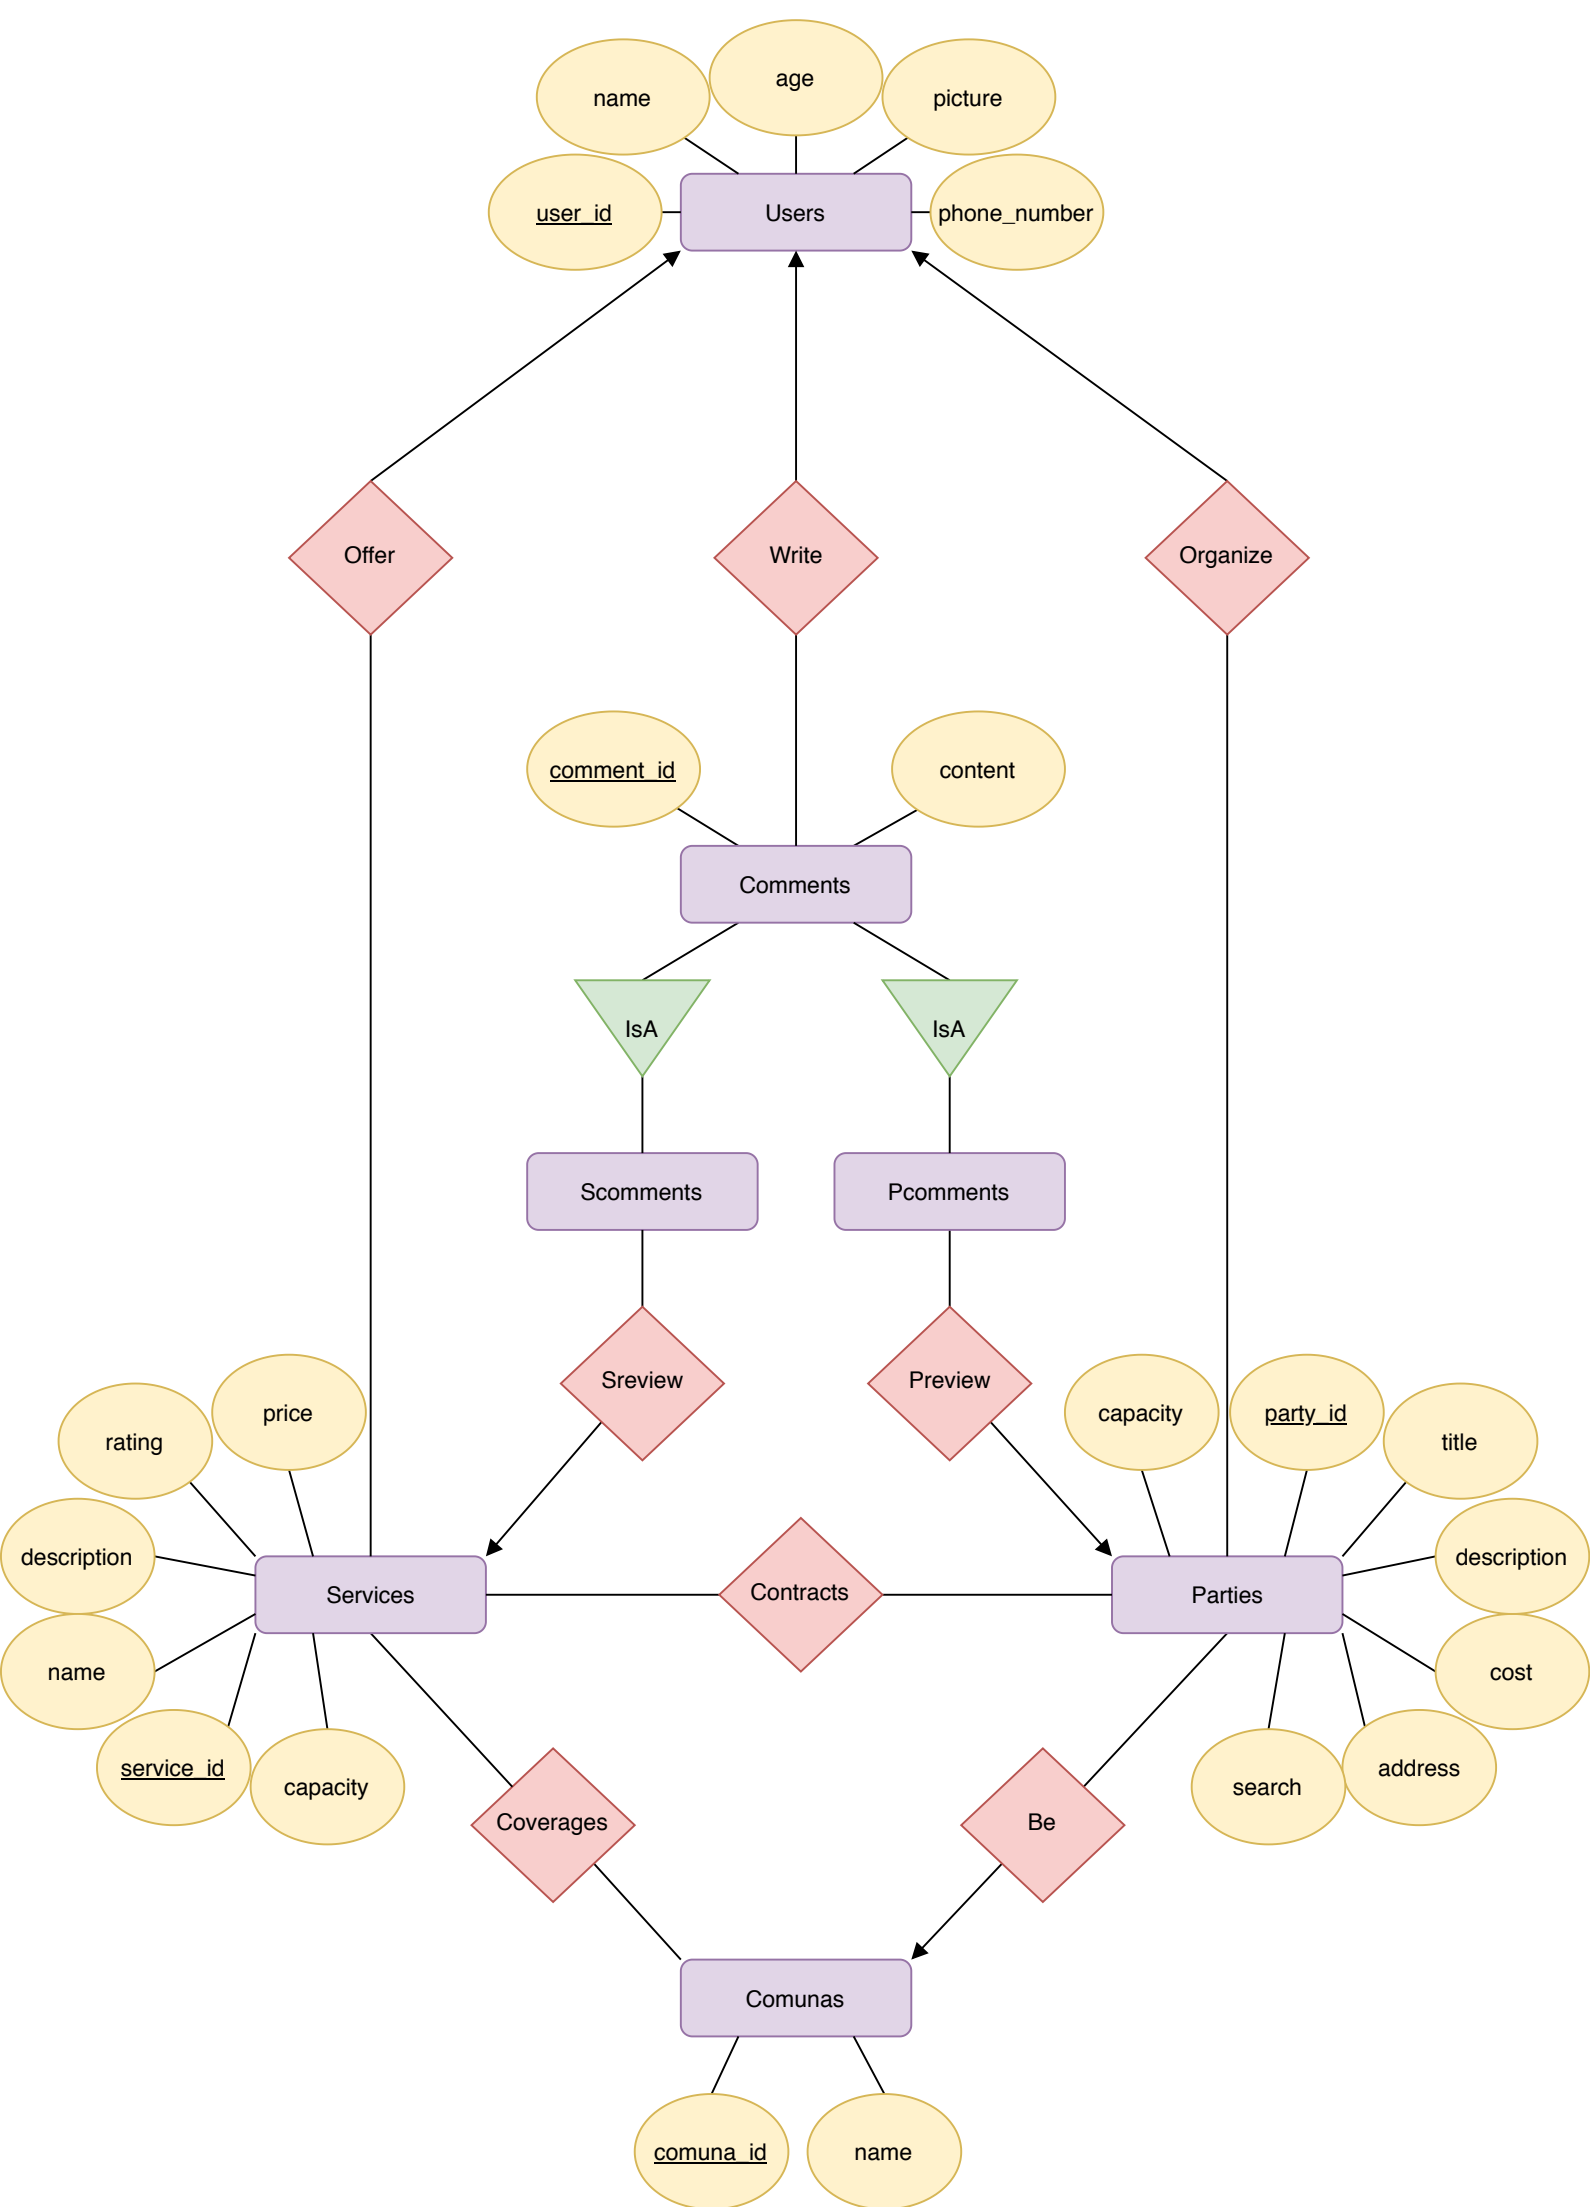 age
name
picture
user_id
Users
phone_number
Offer
Write
Organize
comment_id
content
Comments
IsA
IsA
Scomments
Pcomments
Sreview
Preview
price
capacity
party_id
rating
title
description
description
Services
Contracts
Parties
name
cost
service_id
address
capacity
search
Coverages
Be
Comunas
comuna_id
name